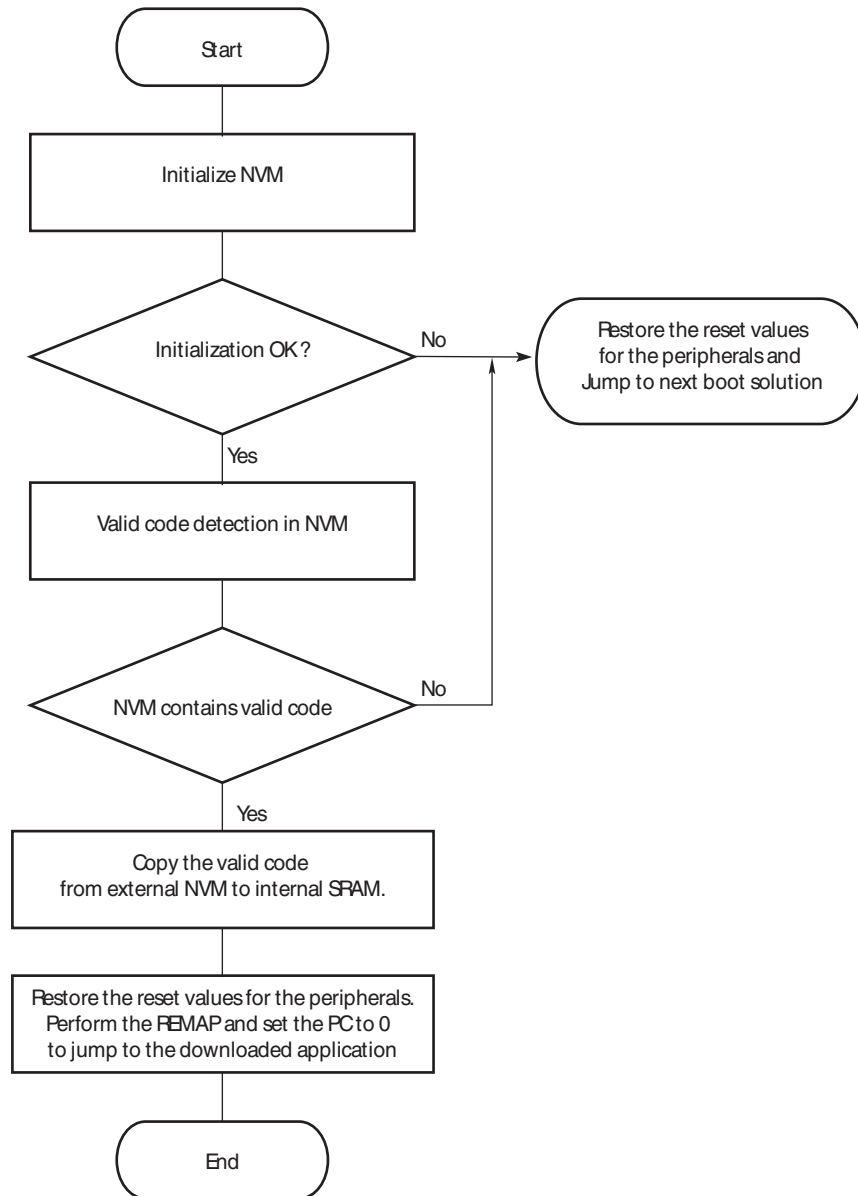 Start
Initialize NVM
Initialization OK ?
No
Restore the reset values
for the peripherals and
Jump to next boot solution
Yes
Valid code detection in NVM
NVM contains valid code
No
Yes
Copy the valid code
from external NVM to internal SRAM.
Restore the reset values for the peripherals.
Perform the REMAP and set the PC to 0
to jump to the downloaded application
End